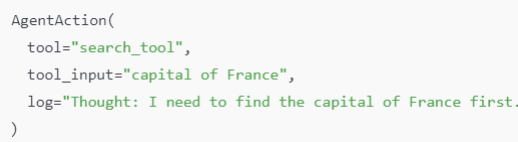 AgentAction(
  tool="search_tool",
  tool_input="capital of France",
  log="Thought: I need to find the capital of France first.
)